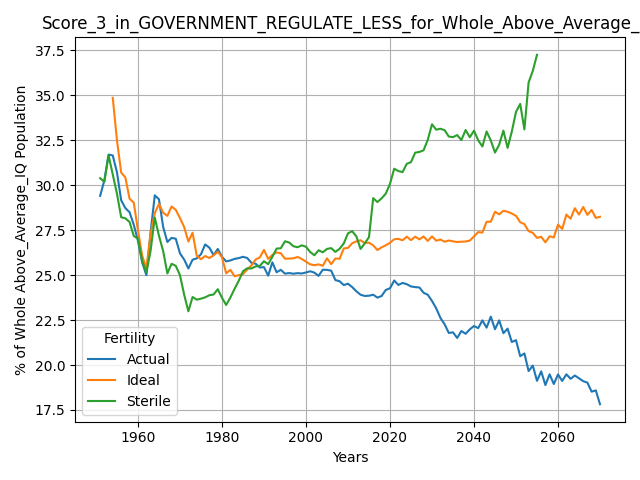 Score_3_in_GOVERNMENT_REGULATE_LESS_for_Whole_Above_Average_
% of Whole Above_Average_IQ Population
37.5
35.0
32.5
30.0
27.5
25.0
22.5
20.0
17.5
Fertility
Actual
Ideal
Sterile
1960 1980 2000 2020 2040 2060
Years